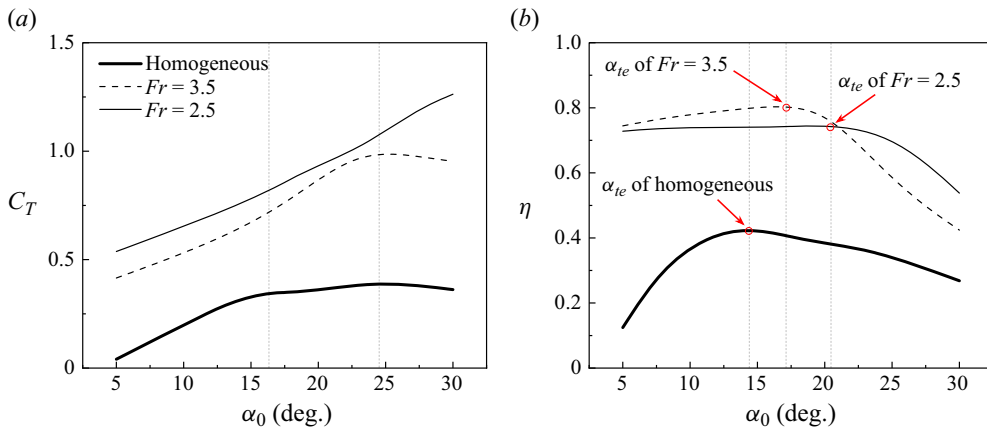 (a)
1.5
1.0
0.5
0
C_T
Homogeneous
Fr = 3.5
Fr = 2.5
5 10 15 20 25 30
α₀ (deg.)
(b)
1.0
0.8
0.6
0.4
0.2
0
η
α_te of Fr = 3.5
α_te of Fr = 2.5
α_te of homogeneous
5 10 15 20 25 30
α₀ (deg.)